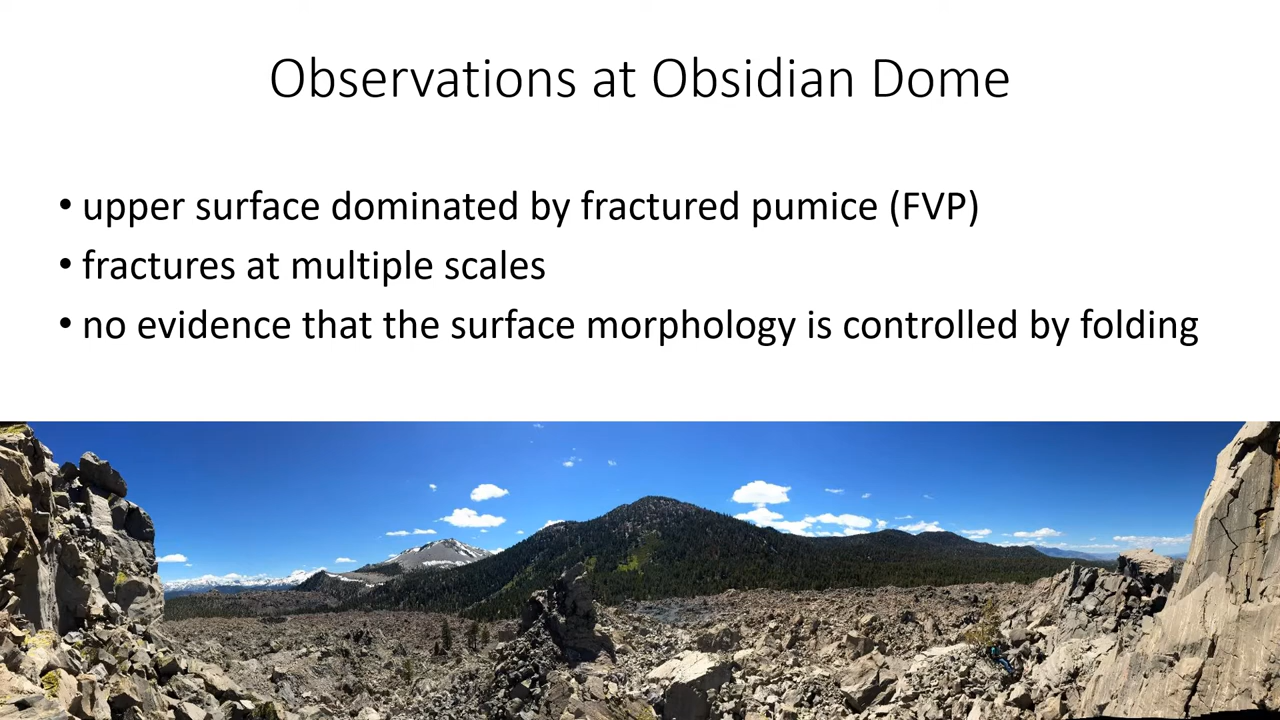 Observations at Obsidian Dome
• upper surface dominated by fractured pumice (FVP)
• fractures at multiple scales
• no evidence that the surface morphology is controlled by folding